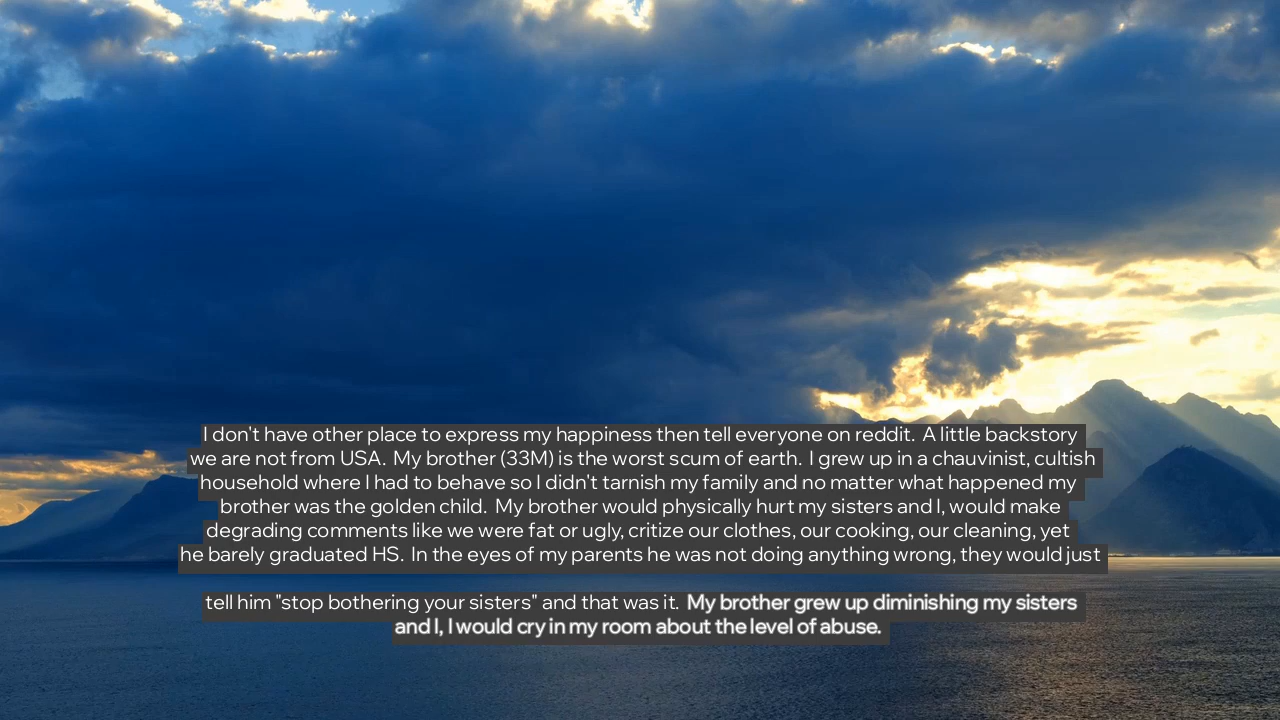 I don't have other place to express my happiness then tell everyone on reddit. A little backstory
we are not from USA. My brother (33M) is the worst scum of earth. I grew up in a chauvinist, cultish
household where I had to behave so I didn't tarnish my family and no matter what happened my
brother was the golden child. My brother would physically hurt my sisters and I, would make
degrading comments like we were fat or ugly, critize our clothes, our cooking, our cleaning, yet
he barely graduated HS. In the eyes of my parents he was not doing anything wrong, they would just
tell him "stop bothering your sisters" and that was it. My brother grew up diminishing my sisters
and I, I would cry in my room about the level of abuse.